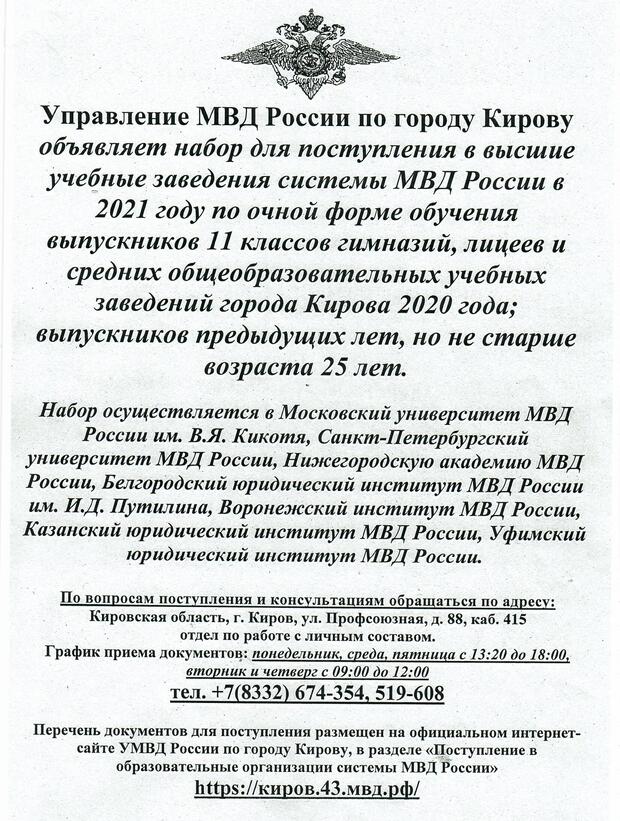 Управление МВД России по городу Кирову
объявляет набор для поступления в высшие
учебные заведения системы МВД России в
2021 году по очной форме обучения
выпускников 11 классов гимназий, лицеев и
средних общеобразовательных учебных
заведений города Кирова 2020 года;
выпускников предыдущих лет, но не старше
возраста 25 лет.
Набор осуществляется в Московский университет МВД
России им. В.Я. Кикотя, Санкт-Петербургский
университет МВД России, Нижегородскую академию МВД
России, Белгородский юридический институт МВД России
им. И.Д. Путилина, Воронежский институт МВД России,
Казанский юридический институт МВД России, Уфимский
юридический институт МВД России.
По вопросам поступления и консультациям обращаться по адресу:
Кировская область, г. Киров, ул. Профсоюзная, д. 88, каб. 415
отдел по работе с личным составом.
График приема документов: понедельник, среда, пятница с 13:20 до 18:00,
вторник и четверг с 09:00 до 12:00
тел. +7(8332) 674-354, 519-608
Перечень документов для поступления размещен на официальном интернет-
сайте УМВД России по городу Кирову, в разделе «Поступление в
образовательные организации системы МВД России»
https://киров.43.мвд.рф/